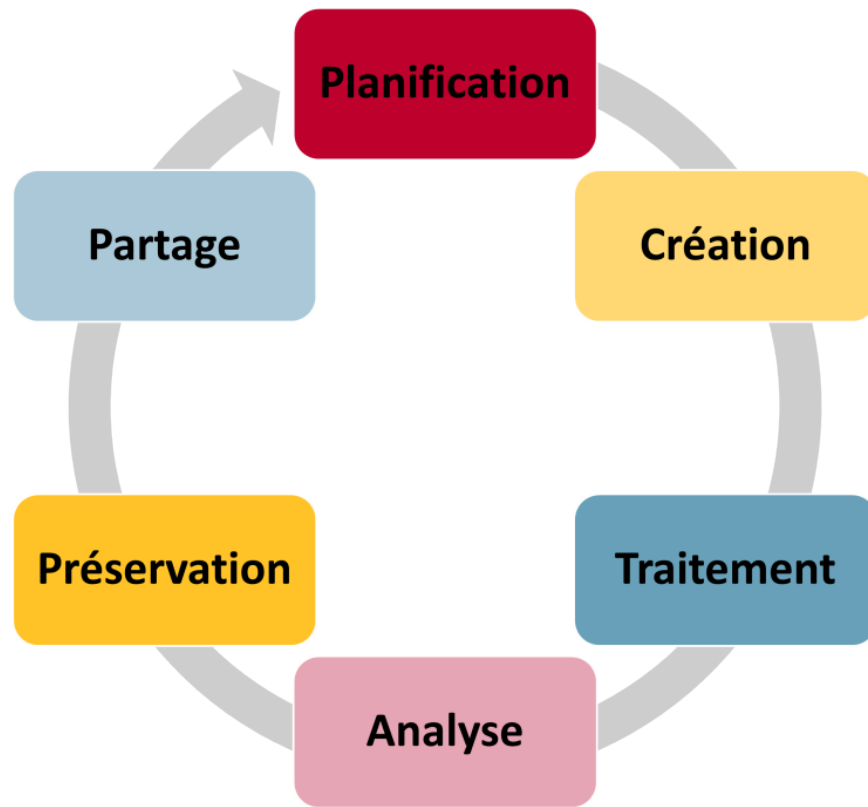 Planification
Création
Traitement
Analyse
Préservation
Partage